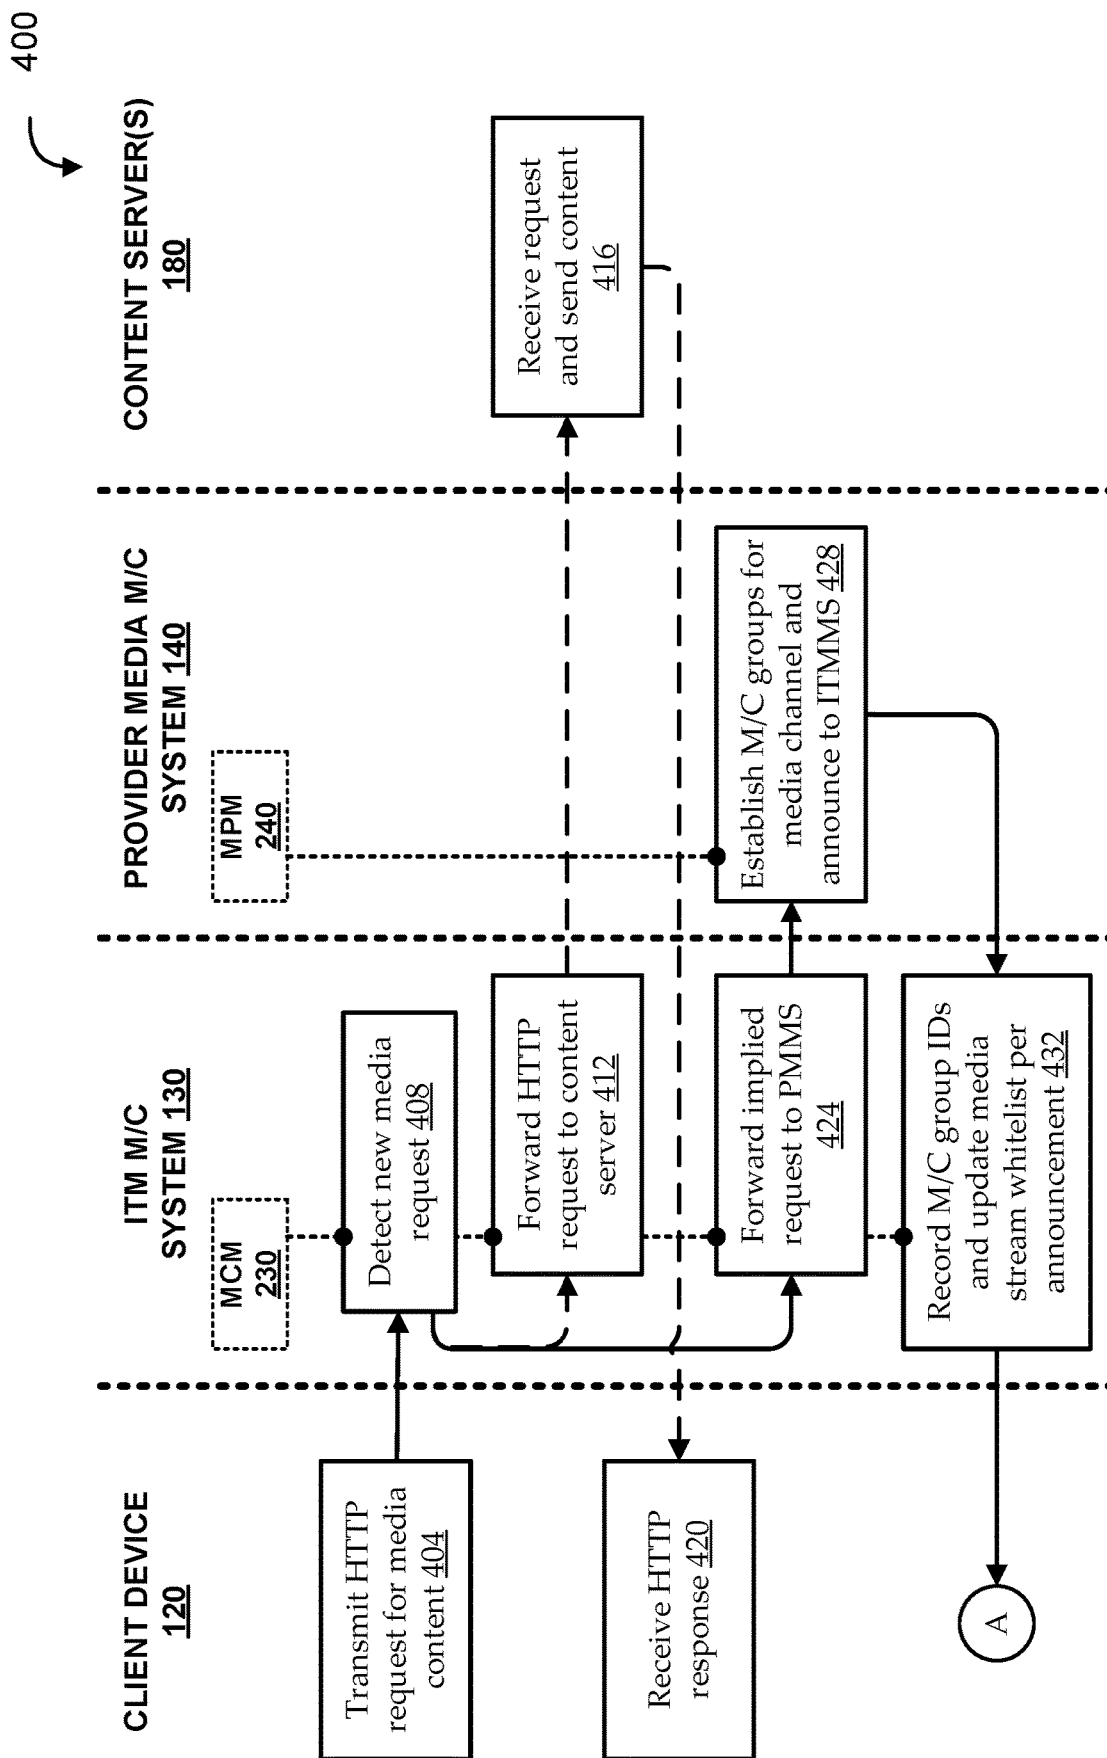 400
CLIENT DEVICE
120
ITM M/C
SYSTEM 130
PROVIDER MEDIA M/C
SYSTEM 140
CONTENT SERVER(S)
180
MCM
230
MPM
240
Transmit HTTP
request for media
content 404
Detect new media
request 408
Forward HTTP
request to content
server 412
Receive request
and send content
416
Receive HTTP
response 420
Forward implied
request to PMMS
424
Establish M/C groups for
media channel and
announce to ITMMS 428
Record M/C group IDs
and update media
stream whitelist per
announcement 432
A